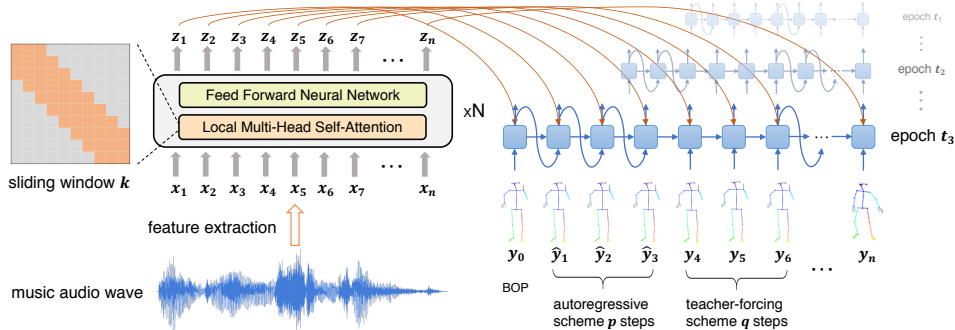 z1 z2 z3 z4 z5 z6 z7 ... zn
Feed Forward Neural Network
Local Multi-Head Self-Attention
xN
x1 x2 x3 x4 x5 x6 x7 ... xn
sliding window k
feature extraction
music audio wave
epoch t1
epoch t2
epoch t3
y0 ŷ1 ŷ2 ŷ3 y4 y5 y6 ... yn
BOP
autoregressive
scheme p steps
teacher-forcing
scheme q steps